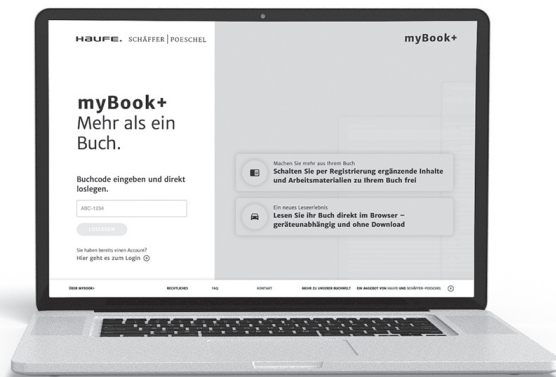 HAUFE. SCHÄFFER POESCHEL
myBook+
myBook+
Mehr als ein
Buch.
Buchcode eingeben und direkt
loslegen.
ABC-1234
Sie haben bereits einen Account?
Hier geht es zum Login
Machen Sie mehr aus Ihrem Buch
Schalten Sie per Registrierung ergänzende Inhalte
und Arbeitsmaterialien zu Ihrem Buch frei
Ein neues Leseerlebnis
Lesen Sie Ihr Buch direkt im Browser –
geräteunabhängig und ohne Download
ÜBER MYBOOK+ RECHTLICHES FAQ KONTAKT MEHR ZU UNSERER BUCHWELT EIN ANGEBOT VON HAUFE UND SCHÄFFER-POESCHEL